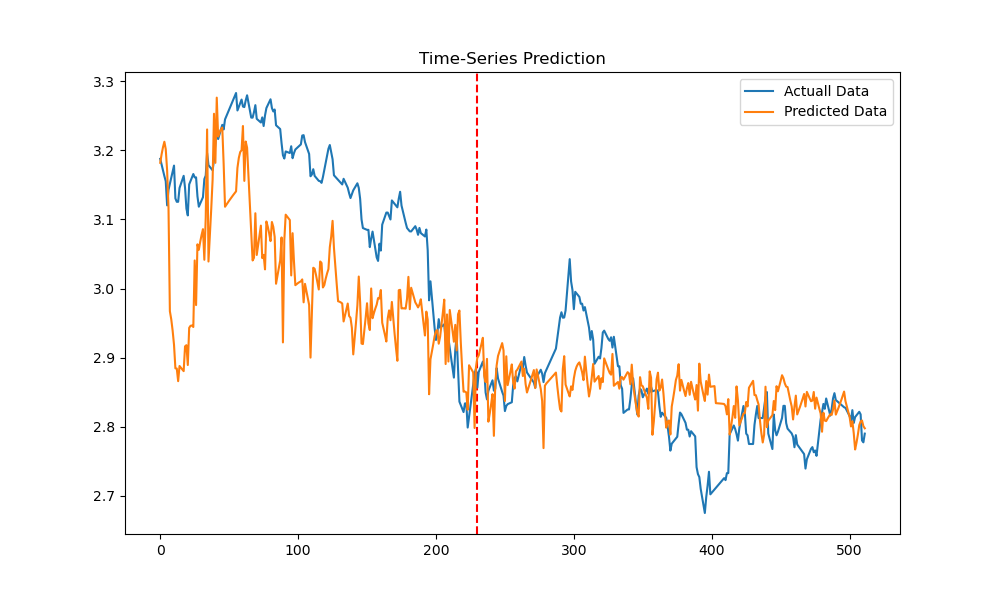 Time-Series Prediction
Actuall Data
Predicted Data
3.3
3.2
3.1
3.0
2.9
2.8
2.7
0 100 200 300 400 500